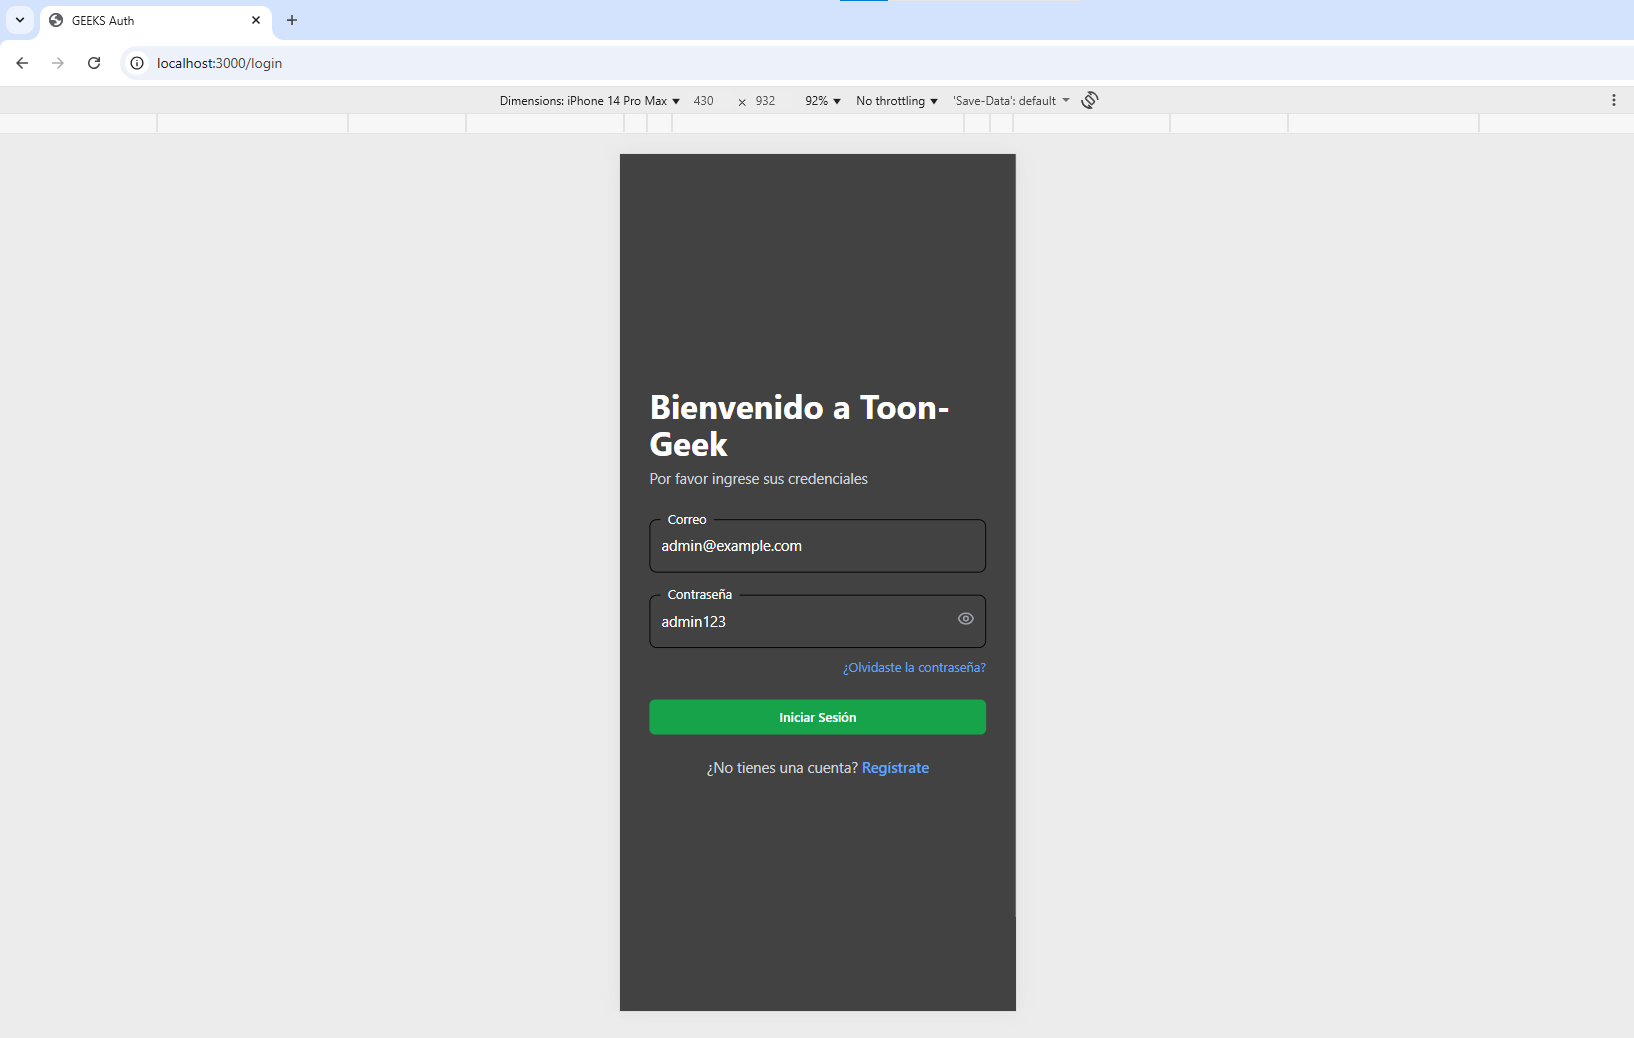 GEEKS Auth
localhost:3000/login
Dimensions: iPhone 14 Pro Max 430 × 932 92% No throttling 'Save-Data': default
Bienvenido a Toon-
Geek
Por favor ingrese sus credenciales
Correo
admin@example.com
Contraseña
admin123
¿Olvidaste la contraseña?
Iniciar Sesión
¿No tienes una cuenta? Regístrate